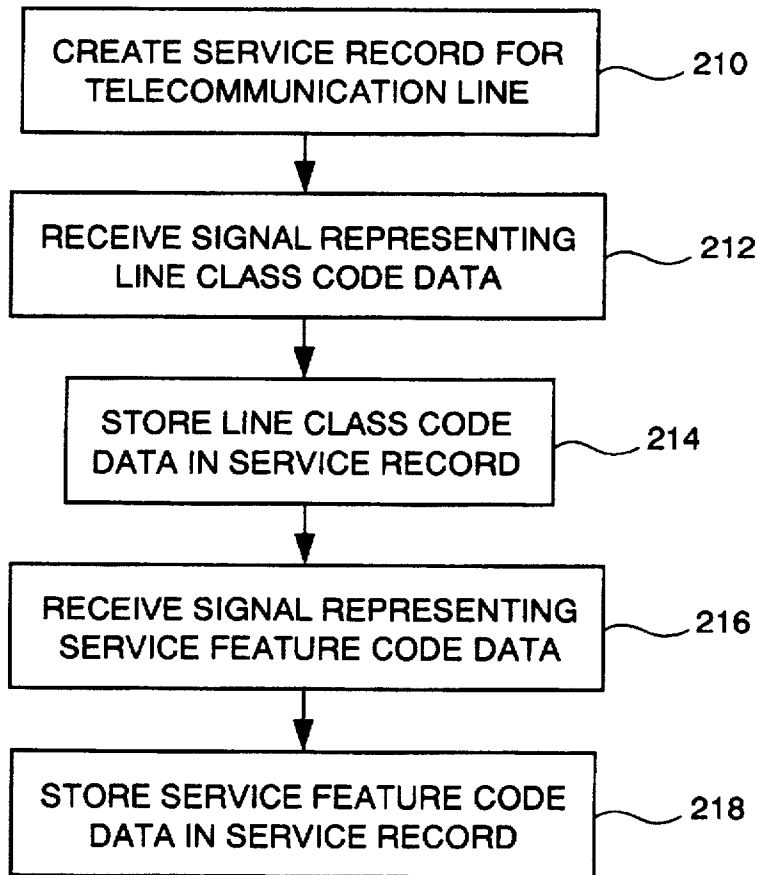 CREATE SERVICE RECORD FOR
TELECOMMUNICATION LINE
210
RECEIVE SIGNAL REPRESENTING
LINE CLASS CODE DATA
212
STORE LINE CLASS CODE
DATA IN SERVICE RECORD
214
RECEIVE SIGNAL REPRESENTING
SERVICE FEATURE CODE DATA
216
STORE SERVICE FEATURE CODE
DATA IN SERVICE RECORD
218